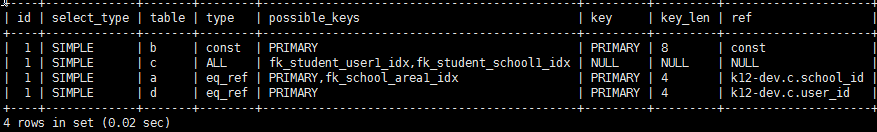 | id | select_type | table | type   | possible_keys                             | key     | key_len | ref                 |
|  1 | SIMPLE      | b     | const  | PRIMARY                                   | PRIMARY | 8       | const               |
|  1 | SIMPLE      | c     | ALL    | fk_student_user1_idx,fk_student_school1_idx | NULL    | NULL    | NULL                |
|  1 | SIMPLE      | a     | eq_ref | PRIMARY,fk_school_area1_idx               | PRIMARY | 4       | k12-dev.c.school_id |
|  1 | SIMPLE      | d     | eq_ref | PRIMARY                                   | PRIMARY | 4       | k12-dev.c.user_id   |
4 rows in set (0.02 sec)